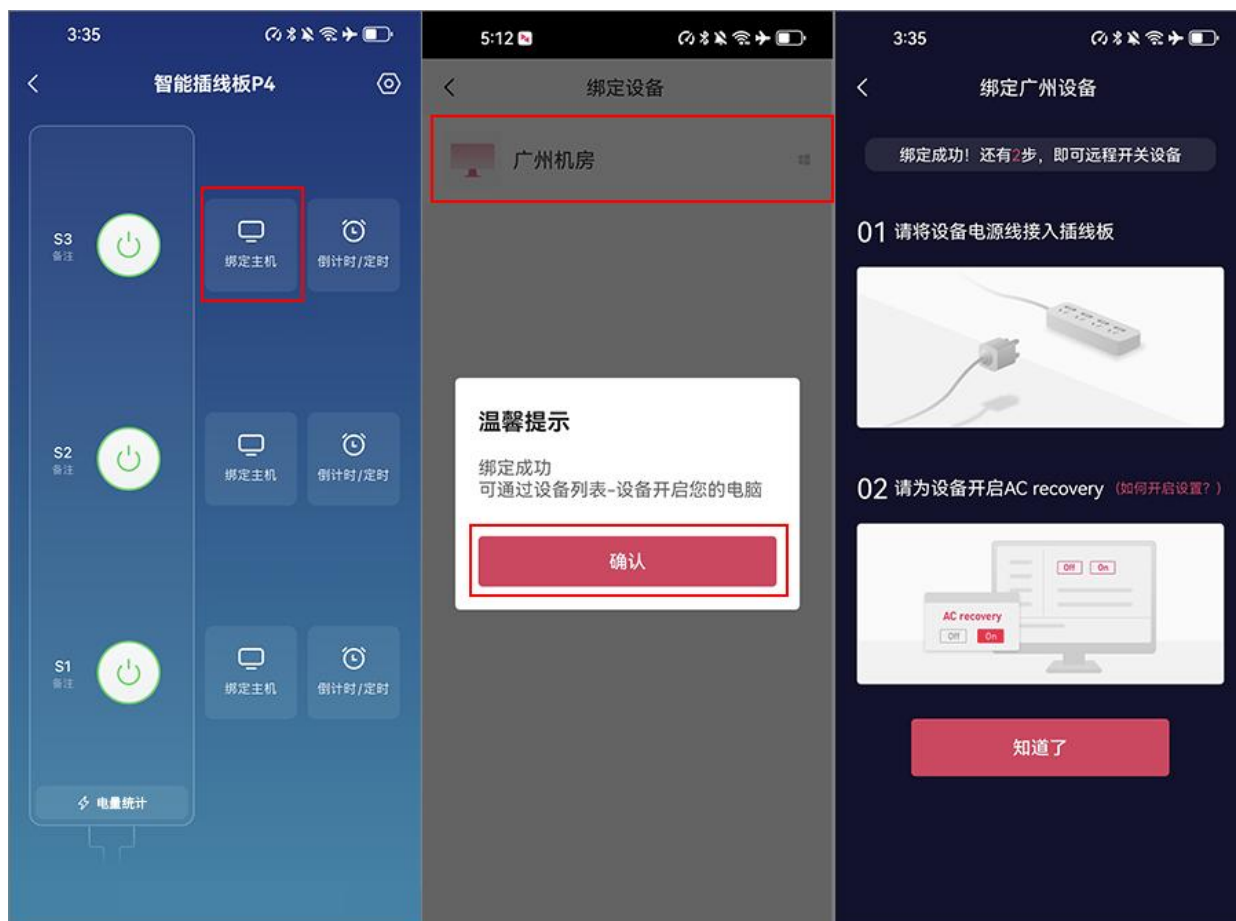 3:35
智能插线板P4
S3
备注
绑定主机
倒计时/定时
S2
备注
绑定主机
倒计时/定时
S1
备注
绑定主机
倒计时/定时
电量统计
5:12
绑定设备
广州机房
温馨提示
绑定成功
可通过设备列表-设备开启您的电脑
确认
3:35
绑定广州设备
绑定成功！还有2步，即可远程开关设备
01 请将设备电源线接入插线板
02 请为设备开启AC recovery（如何开启设置？）
Off On
AC recovery
Off On
知道了